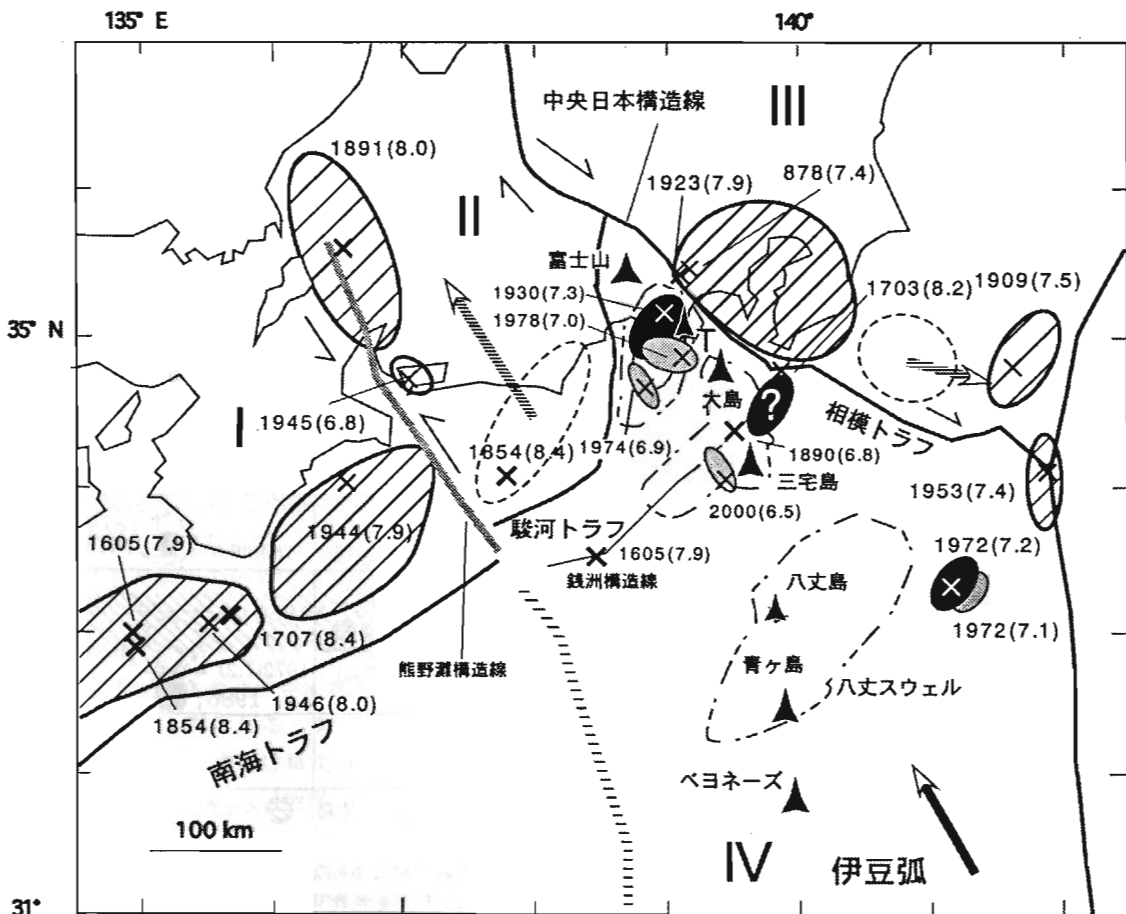 135° E
140°
中央日本構造線
III
1891(8.0)
1923(7.9)
878(7.4)
II
富士山
1930(7.3)
1978(7.0)
1703(8.2)
1909(7.5)
35° N
T
大島
?
相模トラフ
1945(6.8)
I
1854(8.4)
1974(6.9)
1890(6.8)
三宅島
1953(7.4)
2000(6.5)
1944(7.9)
駿河トラフ
1605(7.9)
1605(7.9)
銭洲構造線
1972(7.2)
八丈島
1972(7.1)
1707(8.4)
熊野灘構造線
青ヶ島
八丈スウェル
1946(8.0)
1854(8.4)
南海トラフ
ベヨネーズ
100 km
IV
伊豆弧
31°